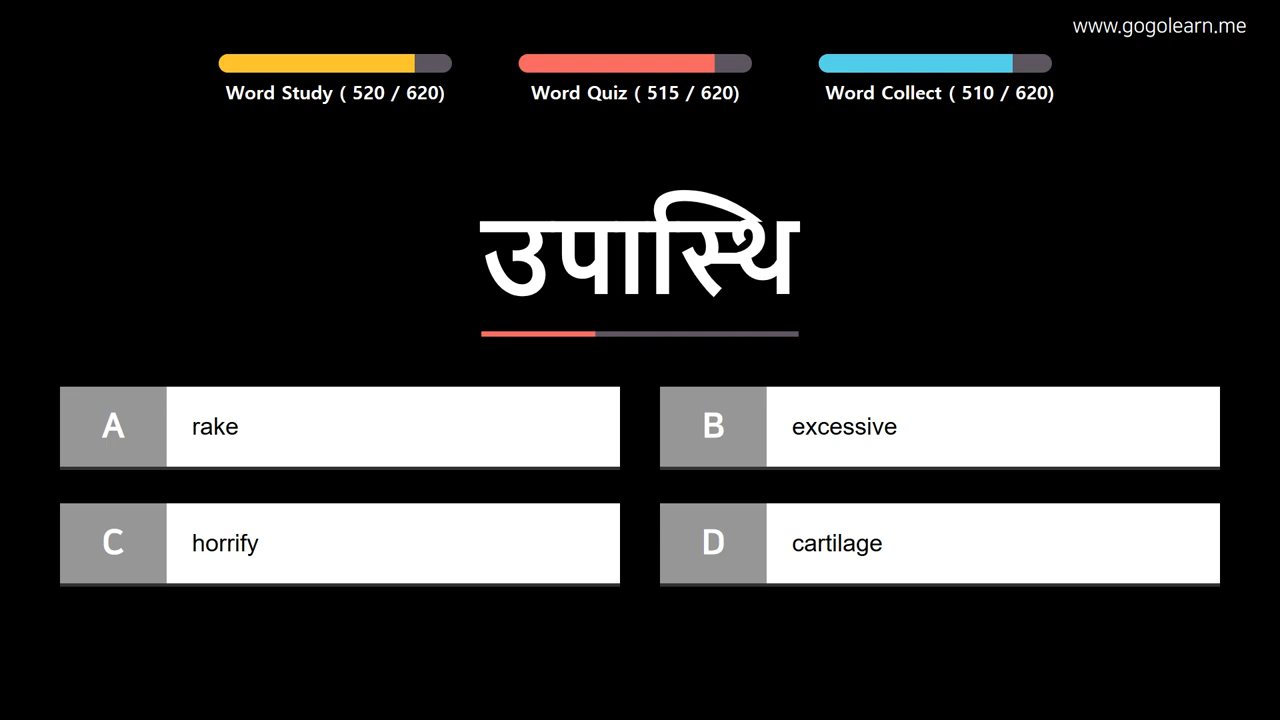 www.gogolearn.me
Word Study ( 520 / 620)
Word Quiz ( 515 / 620)
Word Collect ( 510 / 620)
उपास्थि
A rake
B excessive
C horrify
D cartilage